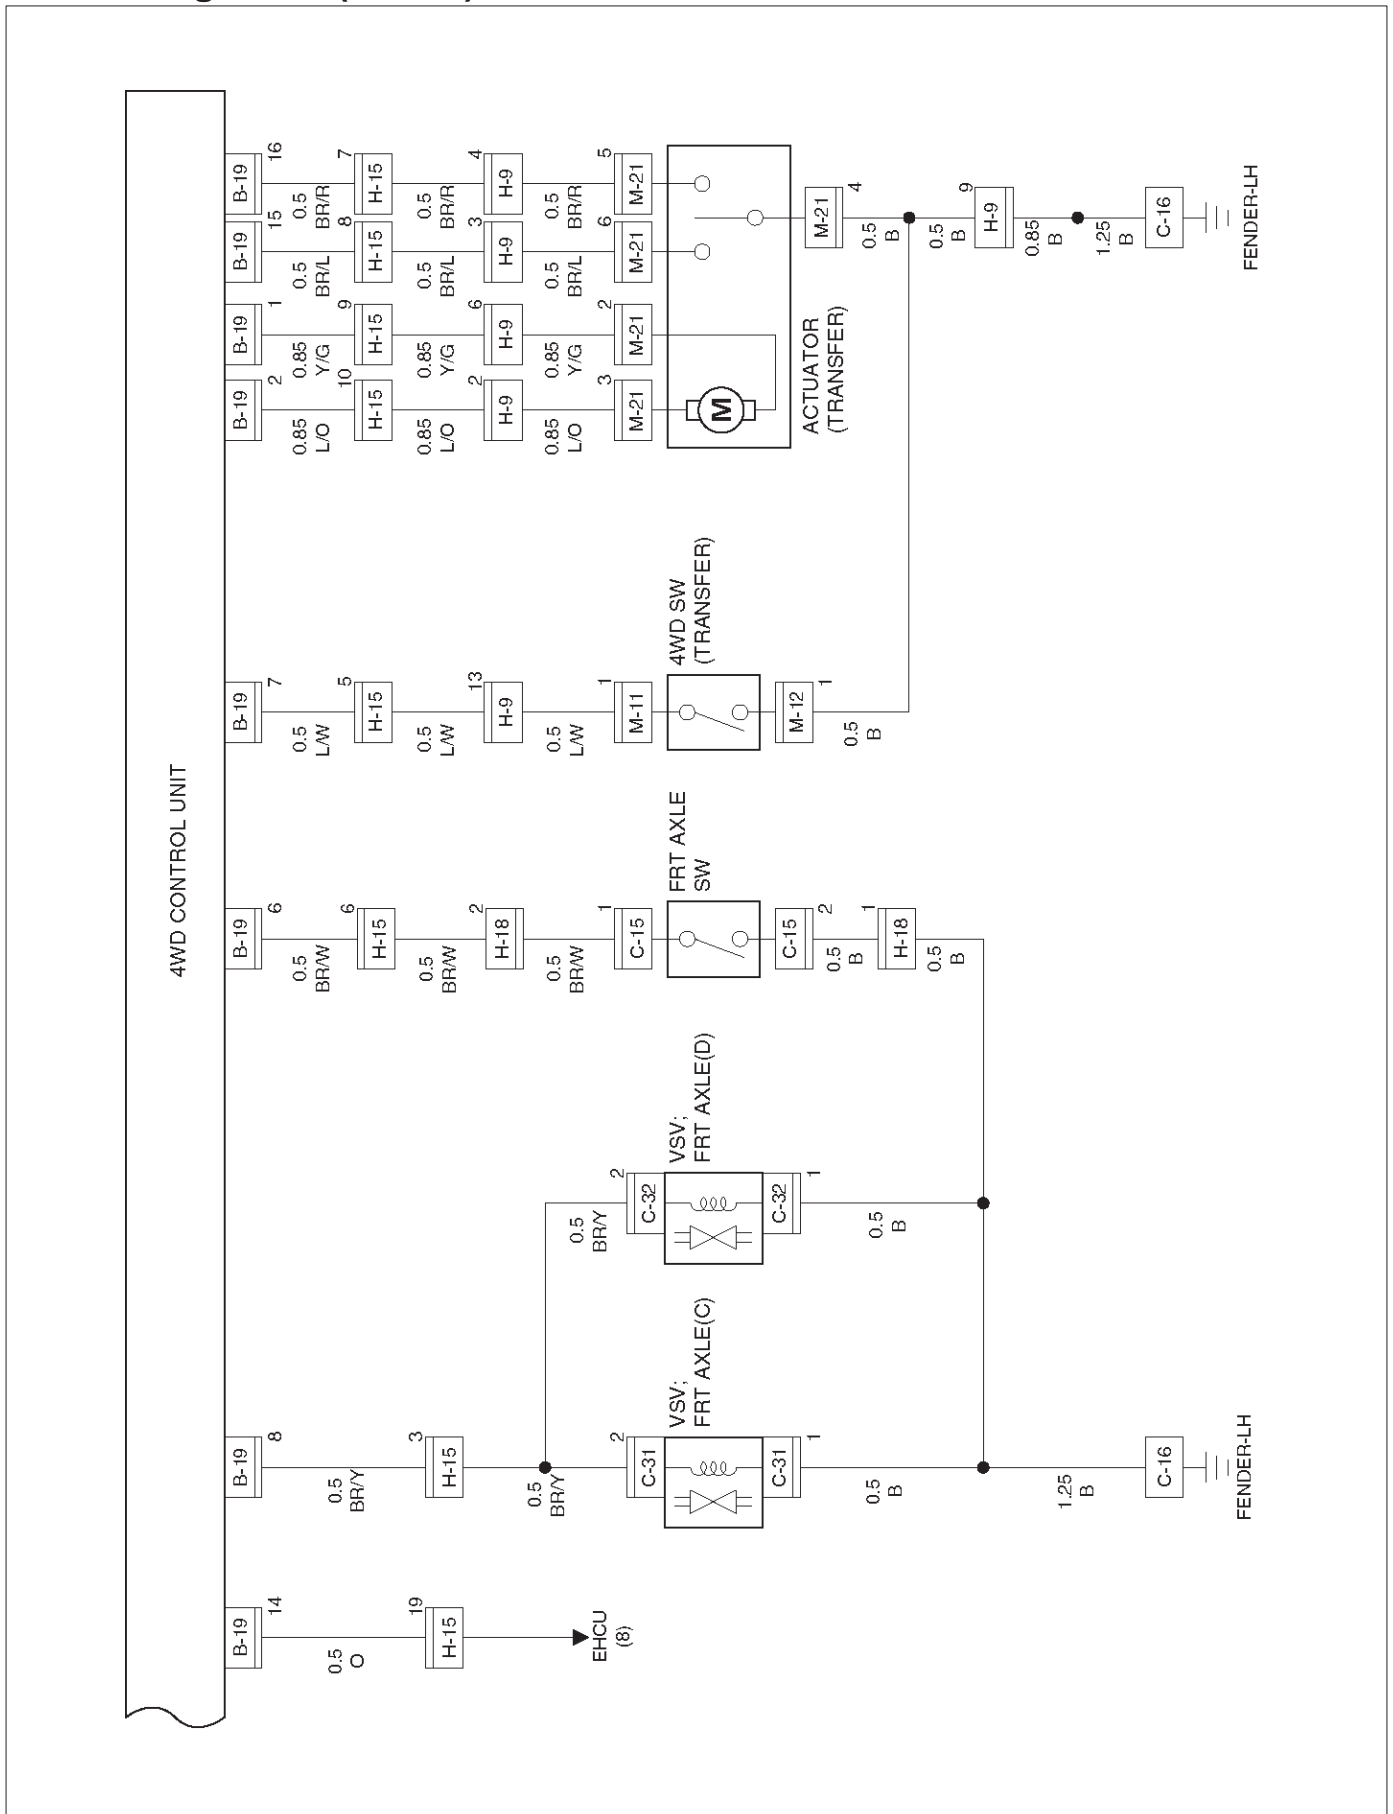 4WD CONTROL UNIT
B-19
14
0.5
O
H-15
19
EHCU
(8)
B-19
8
0.5
BR/Y
H-15
3
0.5
BR/Y
C-31
2
VSV;
FRT AXLE(C)
C-31
1
0.5
B
1.25
B
C-16
FENDER-LH
0.5
BR/Y
C-32
2
VSV;
FRT AXLE(D)
C-32
1
0.5
B
B-19
6
0.5
BR/W
H-15
6
0.5
BR/W
H-18
2
0.5
BR/W
C-15
1
FRT AXLE
SW
C-15
2
0.5
B
H-18
1
0.5
B
B-19
7
0.5
L/W
H-15
5
0.5
L/W
H-9
13
0.5
L/W
M-11
1
4WD SW
(TRANSFER)
M-12
1
0.5
B
B-19
2
0.85
L/O
H-15
10
0.85
L/O
H-9
2
0.85
L/O
M-21
3
M
B-19
1
0.85
Y/G
H-15
9
0.85
Y/G
H-9
6
0.85
Y/G
M-21
2
B-19
15
0.5
BR/L
H-15
8
0.5
BR/L
H-9
3
0.5
BR/L
M-21
6
B-19
16
0.5
BR/R
H-15
7
0.5
BR/R
H-9
4
0.5
BR/R
M-21
5
ACTUATOR
(TRANSFER)
M-21
4
0.5
B
0.5
B
H-9
9
0.85
B
1.25
B
C-16
FENDER-LH